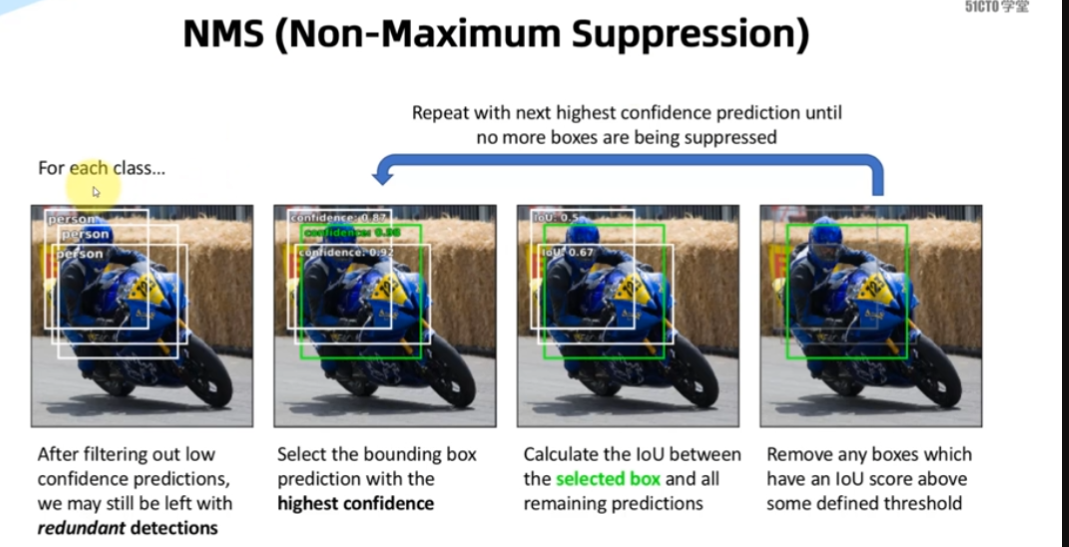 51CTO学堂
NMS (Non-Maximum Suppression)
Repeat with next highest confidence prediction until
no more boxes are being suppressed
For each class...
person
person
person
After filtering out low
confidence predictions,
we may still be left with
redundant detections
confidence: 0.87
confidence: 0.98
confidence: 0.92
Select the bounding box
prediction with the
highest confidence
IoU: 0.5
IoU: 0.67
Calculate the IoU between
the selected box and all
remaining predictions
Remove any boxes which
have an IoU score above
some defined threshold